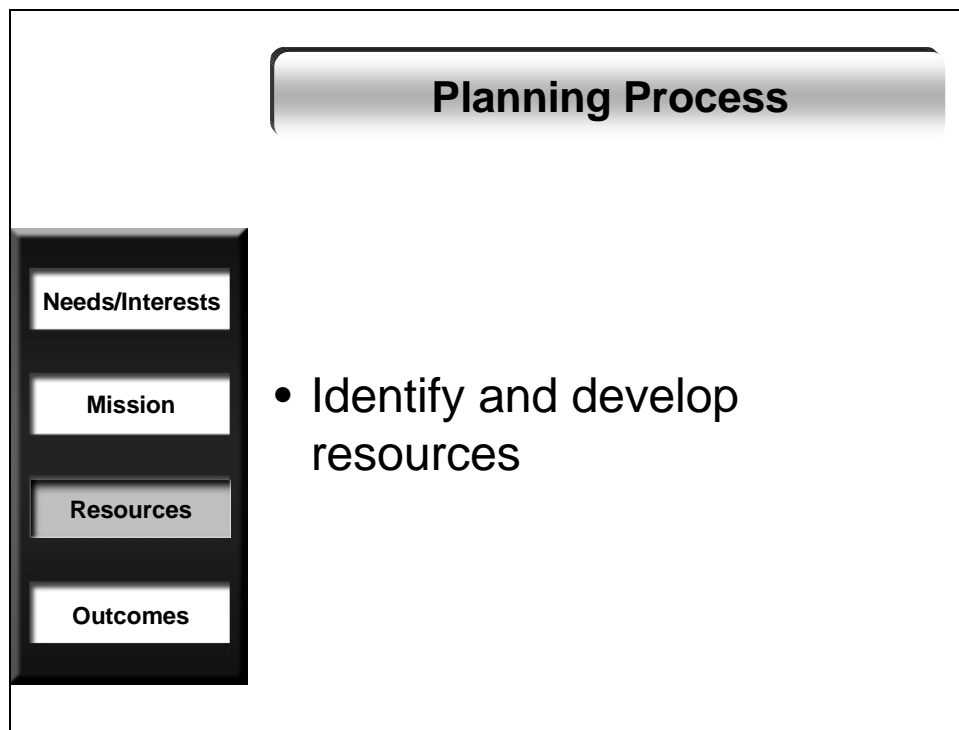 Planning Process
Needs/Interests
Mission
Resources
Outcomes
• Identify and develop
resources